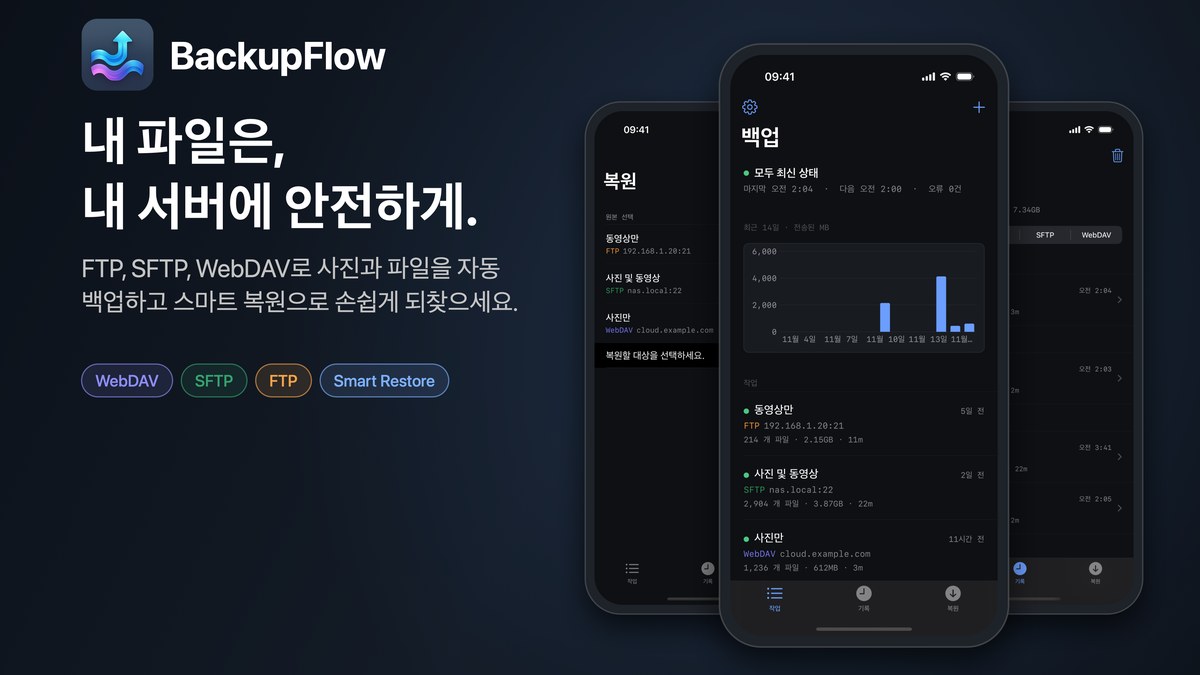 BackupFlow
내 파일은,
내 서버에 안전하게.
FTP, SFTP, WebDAV로 사진과 파일을 자동
백업하고 스마트 복원으로 손쉽게 되찾으세요.
WebDAV
SFTP
FTP
Smart Restore
09:41
복원
원본 선택
동영상만
FTP 192.168.1.20:21
사진 및 동영상
SFTP nas.local:22
사진만
WebDAV cloud.example.com
복원할 대상을 선택하세요.
작업
기록
09:41
백업
모두 최신 상태
마지막 오전 2:04 · 다음 오전 2:00 · 오류 0건
최근 14일 · 전송된 MB
6,000
4,000
2,000
0
11월 4일 11월 7일 11월 10일 11월 13일 11월…
작업
동영상만 5일 전
FTP 192.168.1.20:21
214 개 파일 · 2.15GB · 11m
사진 및 동영상 2일 전
SFTP nas.local:22
2,904 개 파일 · 3.87GB · 22m
사진만 11시간 전
WebDAV cloud.example.com
1,236 개 파일 · 612MB · 3m
작업
기록
복원
7.34GB
SFTP WebDAV
오전 2:04
3m
오전 2:03
2m
오전 3:41
22m
오전 2:05
2m
기록
복원